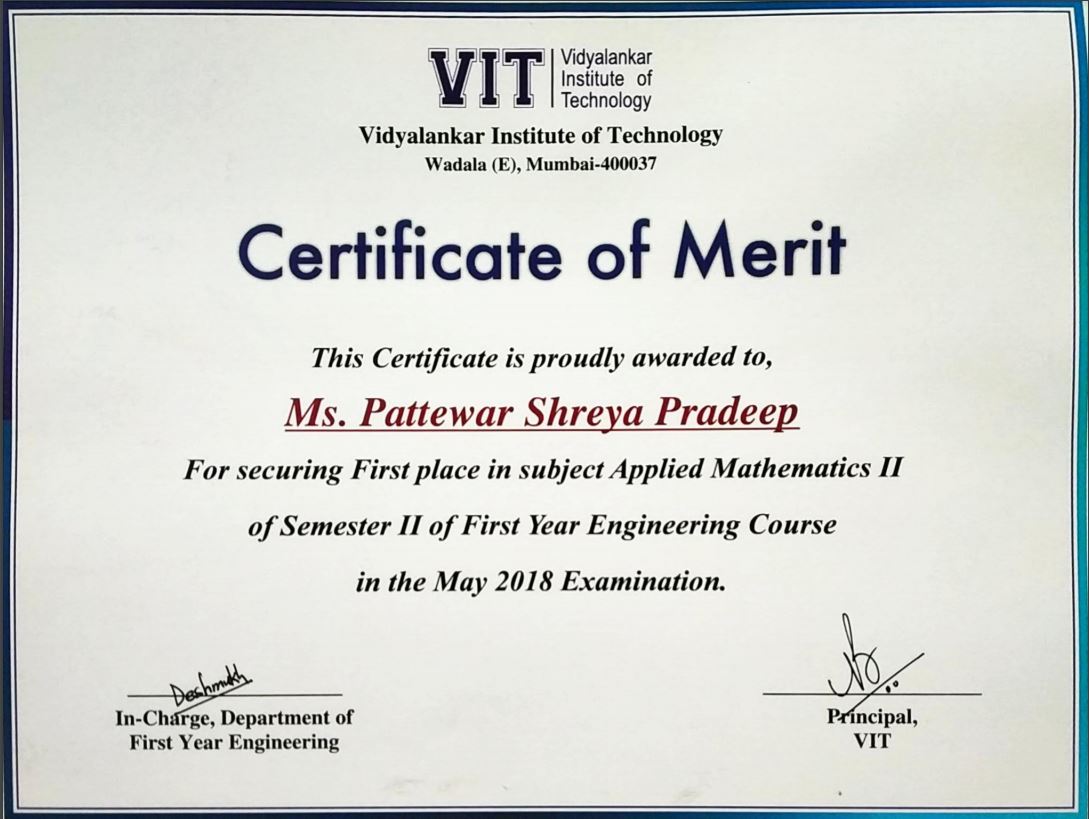 VIT
Vidyalankar
Institute of
Technology
Vidyalankar Institute of Technology
Wadala (E), Mumbai-400037
Certificate of Merit
This Certificate is proudly awarded to,
Ms. Pattewar Shreya Pradeep
For securing First place in subject Applied Mathematics II
of Semester II of First Year Engineering Course
in the May 2018 Examination.
Deshmukh
In-Charge, Department of
First Year Engineering
Principal,
VIT